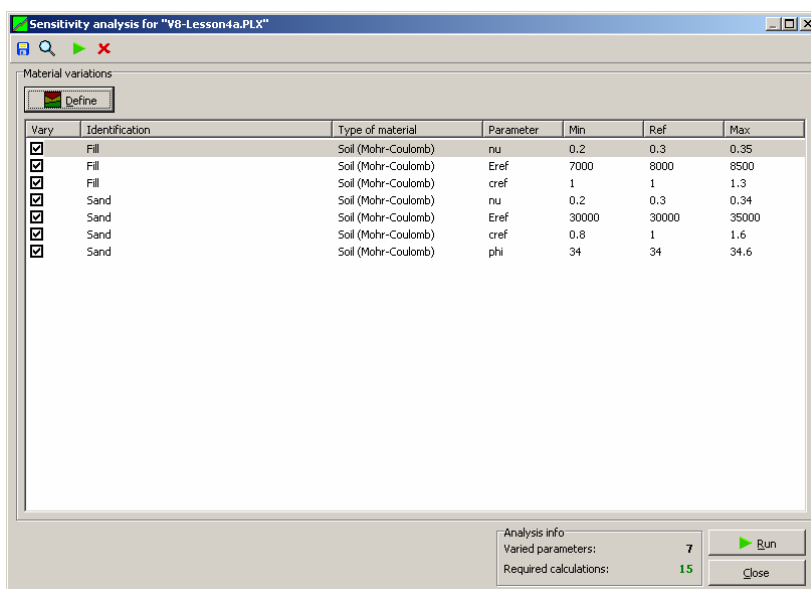 Sensitivity analysis for "V8-Lesson4a.PLX"
Material variations
Define
Vary Identification Type of material Parameter Min Ref Max
Fill Soil (Mohr-Coulomb) nu 0.2 0.3 0.35
Fill Soil (Mohr-Coulomb) Eref 7000 8000 8500
Fill Soil (Mohr-Coulomb) cref 1 1 1.3
Sand Soil (Mohr-Coulomb) nu 0.2 0.3 0.34
Sand Soil (Mohr-Coulomb) Eref 30000 30000 35000
Sand Soil (Mohr-Coulomb) cref 0.8 1 1.6
Sand Soil (Mohr-Coulomb) phi 34 34 34.6
Analysis info
Varied parameters: 7
Required calculations: 15
Run
Close